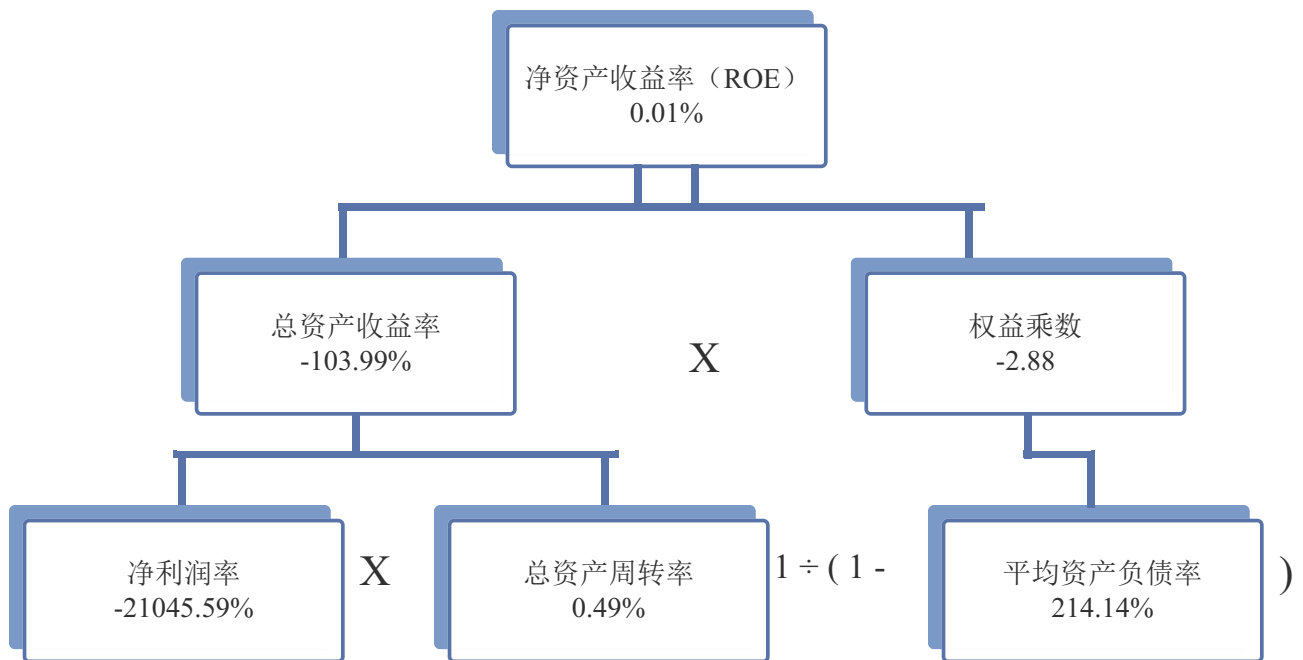 净资产收益率（ROE）
0.01%
总资产收益率
-103.99%
X
权益乘数
-2.88
净利润率
-21045.59%
X
总资产周转率
0.49%
1 ÷ ( 1 -
平均资产负债率
214.14%
)